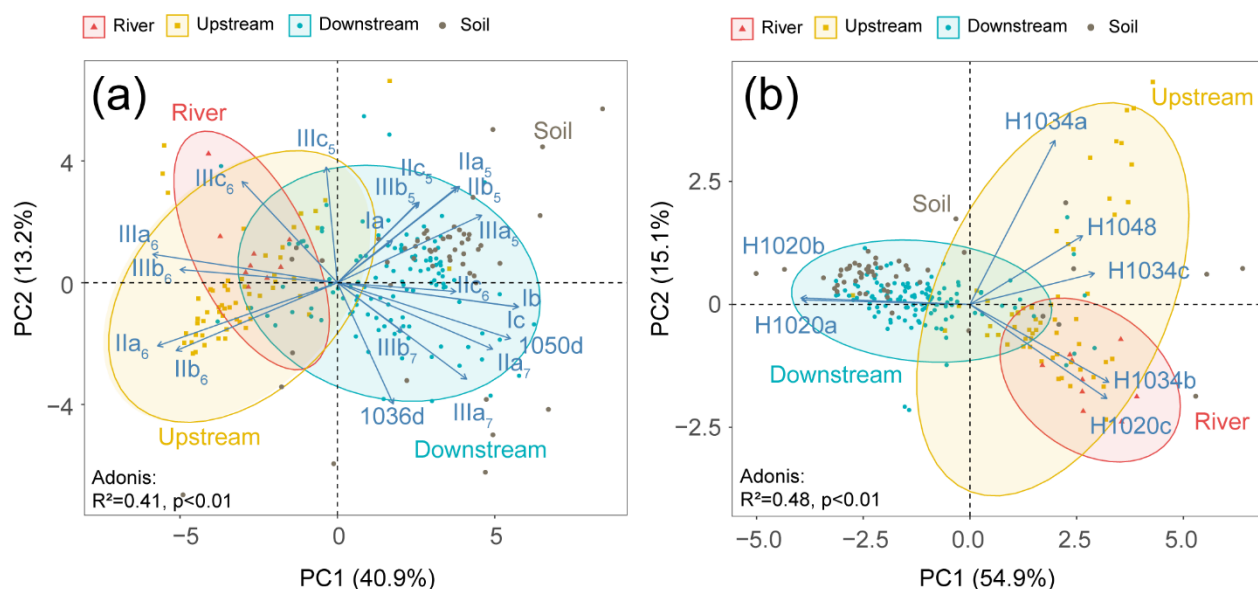 River Upstream Downstream Soil
(a)
River
Soil
IIIc5
IIc5
IIa5
IIIc6
IIIb5
IIb5
Ia
IIIa5
IIIa6
IIIb6
IIc6
Ib
Ic
IIa6
IIb6
IIIb7
1050d
IIa7
1036d
IIIa7
Upstream
Downstream
Adonis:
R²=0.41, p<0.01
4
0
−4
−5
0
5
PC2 (13.2%)
PC1 (40.9%)
River Upstream Downstream Soil
(b)
Upstream
H1034a
Soil
H1048
H1020b
H1034c
H1020a
Downstream
H1034b
H1020c
River
Adonis:
R²=0.48, p<0.01
2.5
0.0
−2.5
−5.0
−2.5
0.0
2.5
5.0
PC2 (15.1%)
PC1 (54.9%)